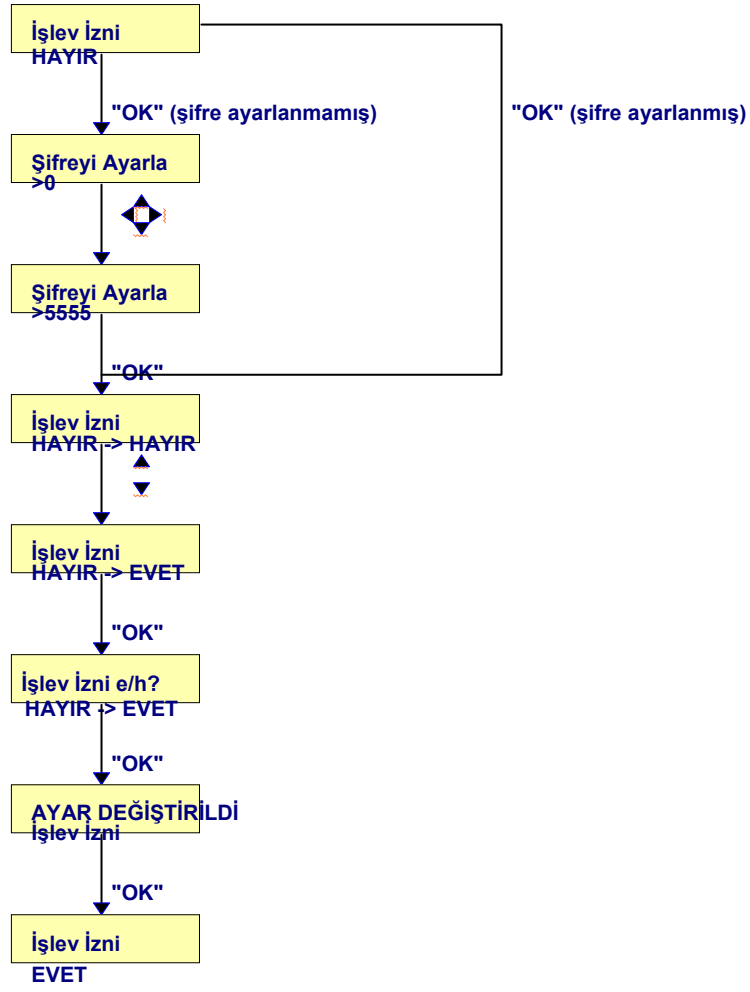 İşlev İzni
HAYIR
"OK" (şifre ayarlanmamış)
"OK" (şifre ayarlanmış)
Şifreyi Ayarla
>0
Şifreyi Ayarla
>5555
"OK"
İşlev İzni
HAYIR -> HAYIR
İşlev İzni
HAYIR -> EVET
"OK"
İşlev İzni e/h?
HAYIR -> EVET
"OK"
AYAR DEĞİŞTİRİLDİ
İşlev İzni
"OK"
İşlev İzni
EVET